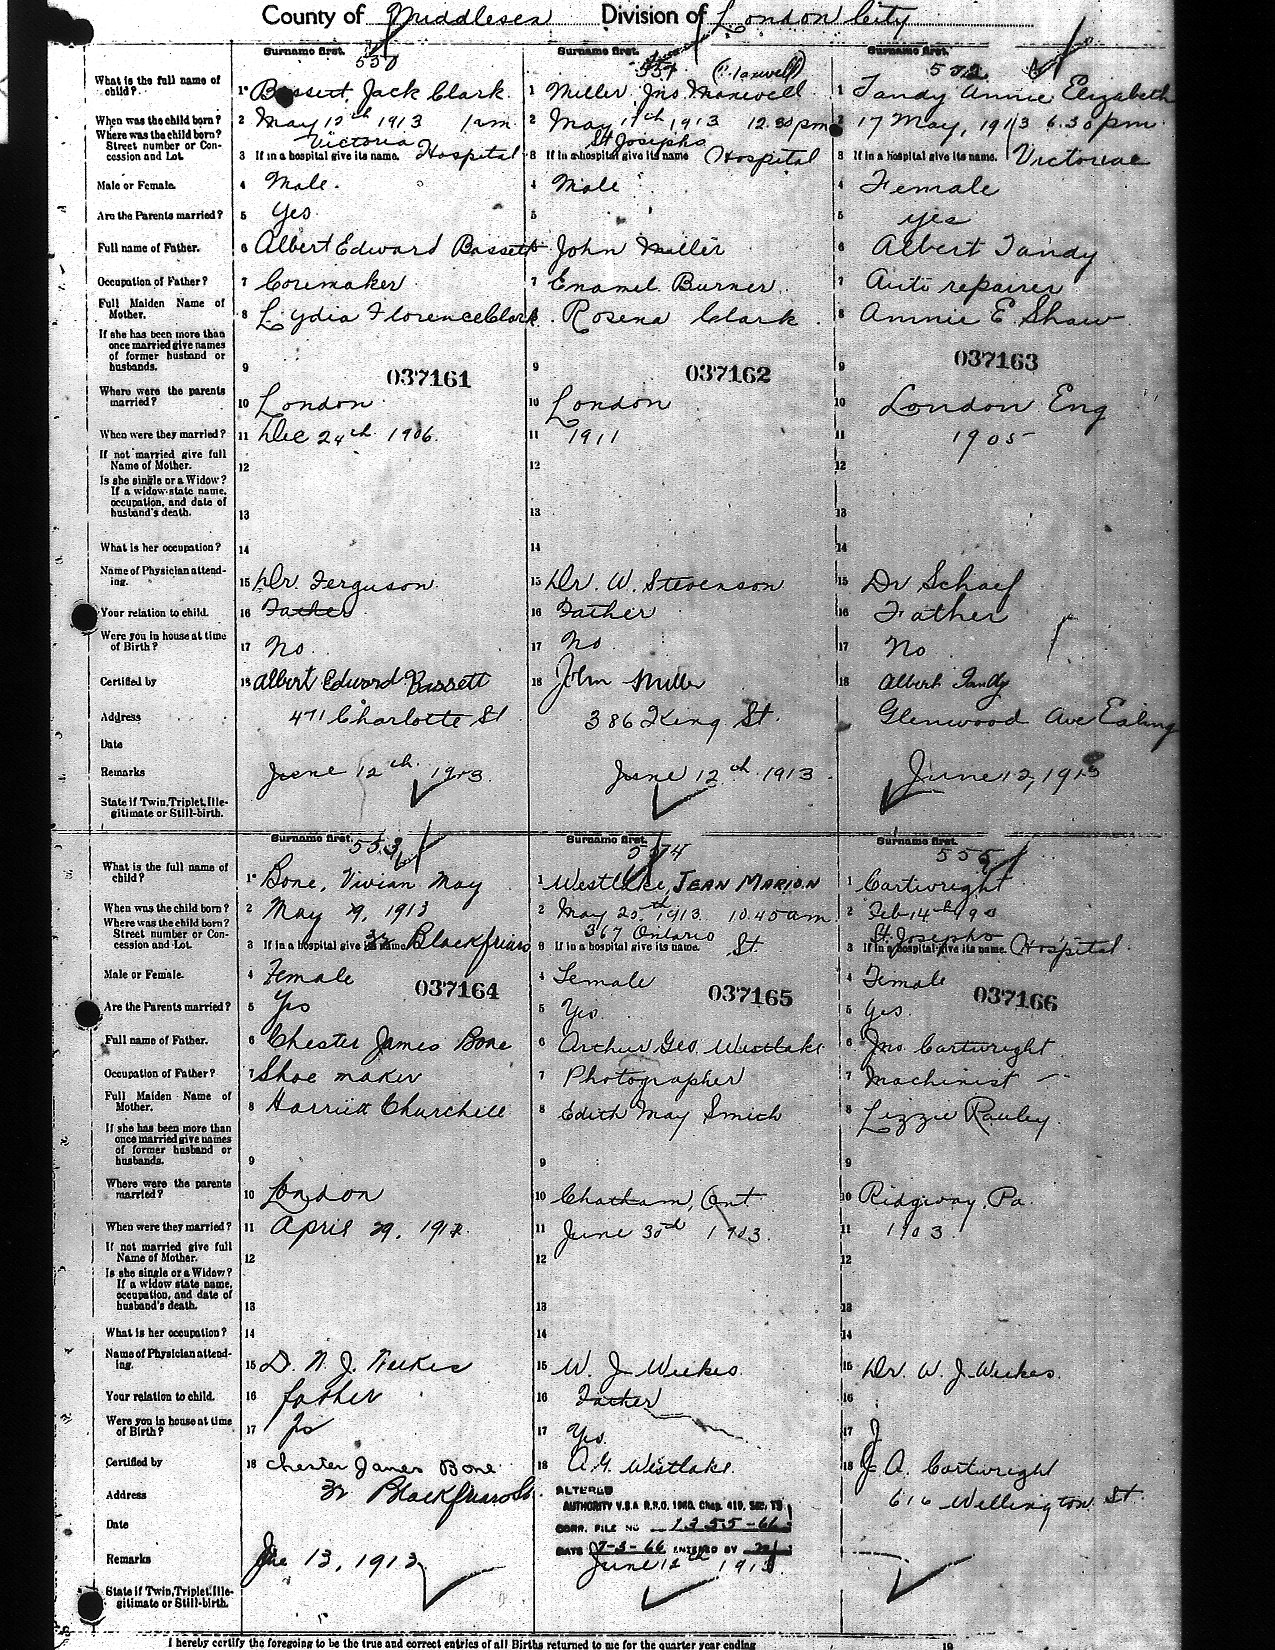 County of Middlesex Division of London City
Surname first. Surname first. Surname first.
550 551 552
(Maxwell)
What is the full name of child? 1 Bassett, Jack Clark. 1 Miller Jno. Maxwell 1 Tandy Annie Elizabeth
When was the child born? 2 May 12th 1913 1 am 2 May 11th 1913 12.30 pm 2 17 May, 1913 6.30 pm.
Victoria St Josephs
Where was the child born? Street number or Concession and Lot. 3 If in a hospital give its name. Hospital 3 If in a hospital give its name Hospital 3 If in a hospital give its name. Victoria
Male or Female. 4 Male. 4 Male 4 Female
Are the Parents married? 5 Yes 5 5 yes
Full name of Father. 6 Albert Edward Bassett 6 John Miller 6 Albert Tandy
Occupation of Father? 7 Coremaker 7 Enamel Burner. 7 Auto repairer
Full Maiden Name of Mother. 8 Lydia Florence Clark 8 Rosena Clark. 8 Annie E. Shaw
If she has been more than once married give names of former husband or husbands. 9 9 9
037161 037162 037163
Where were the parents married? 10 London 10 London 10 London Eng
When were they married? 11 Dec 24th 1906. 11 1911 11 1905
If not married give full Name of Mother. 12 12 12
Is she single or a Widow? If a widow state name, occupation, and date of husband's death. 13 13 13
What is her occupation? 14 14 14
Name of Physician attending. 15 Dr. Ferguson 15 Dr. W. Stevenson 15 Dr Schaef
Your relation to child. 16 Father 16 Father 16 Father
Were you in house at time of Birth? 17 No. 17 No 17 No
Certified by 18 Albert Edward Bassett 18 John Miller 18 Albert Tandy
Address 471 Charlotte St 386 King St. Glenwood Ave Ealing
Date
Remarks June 12th 1913. June 12th 1913. June 12, 1913
State if Twin, Triplet, Illegitimate or Still-birth.
Surname first. Surname first. Surname first.
553 554 555
What is the full name of child? 1 Bone, Vivian May 1 Westlake, JEAN MARION 1 Cartwright
When was the child born? 2 May 9, 1913 2 May 25th 1913. 10.45 am 2 Feb 14th
367 Ontario St. Josephs
Where was the child born? Street number or Concession and Lot. 3 If in a hospital give its name 32 Blackfriars 3 If in a hospital give its name. St. 3 If in a hospital give its name. Hospital
Male or Female. 4 Female 4 Female 4 Female
037164 037165 037166
Are the Parents married? 5 Yes 5 Yes. 5 yes.
Full name of Father. 6 Chester James Bone 6 Arthur Geo. Westlake 6 Jno. Cartwright
Occupation of Father? 7 Shoe maker 7 Photographer 7 Machinist
Full Maiden Name of Mother. 8 Harriet Churchill 8 Edith May Smith 8 Lizzie Rauley
If she has been more than once married give names of former husband or husbands. 9 9 9
Where were the parents married? 10 London 10 Chatham, Ont 10 Ridgway, Pa.
When were they married? 11 April 29, 191 11 June 30d 1903. 11 1903.
If not married give full Name of Mother. 12 12 12
Is she single or a Widow? If a widow state name, occupation, and date of husband's death. 13 13 13
What is her occupation? 14 14 14
Name of Physician attending. 15 D. N. J. Weekes 15 W. J. Weekes. 15 Dr. W. J. Weekes.
Your relation to child. 16 father 16 Father 16
Were you in house at time of Birth? 17 17 Yes. 17
Certified by 18 Chester James Bone 18 A. G. Westlake. 18 J. A. Cartwright
Address 32 Blackfriars St. 616 Wellington St.
ALTERED
AUTHORITY V.S.A R.R.O. 1960, Chap. 419, Sec.
CORR. FILE NO 1355-66
Date DATE 7-3-66 ENTERED BY
Remarks June 13, 1913 June 12th 1913.
State if Twin, Triplet, Illegitimate or Still-birth.
I hereby certify the foregoing to be the true and correct entries of all Births returned to me for the quarter year ending 19